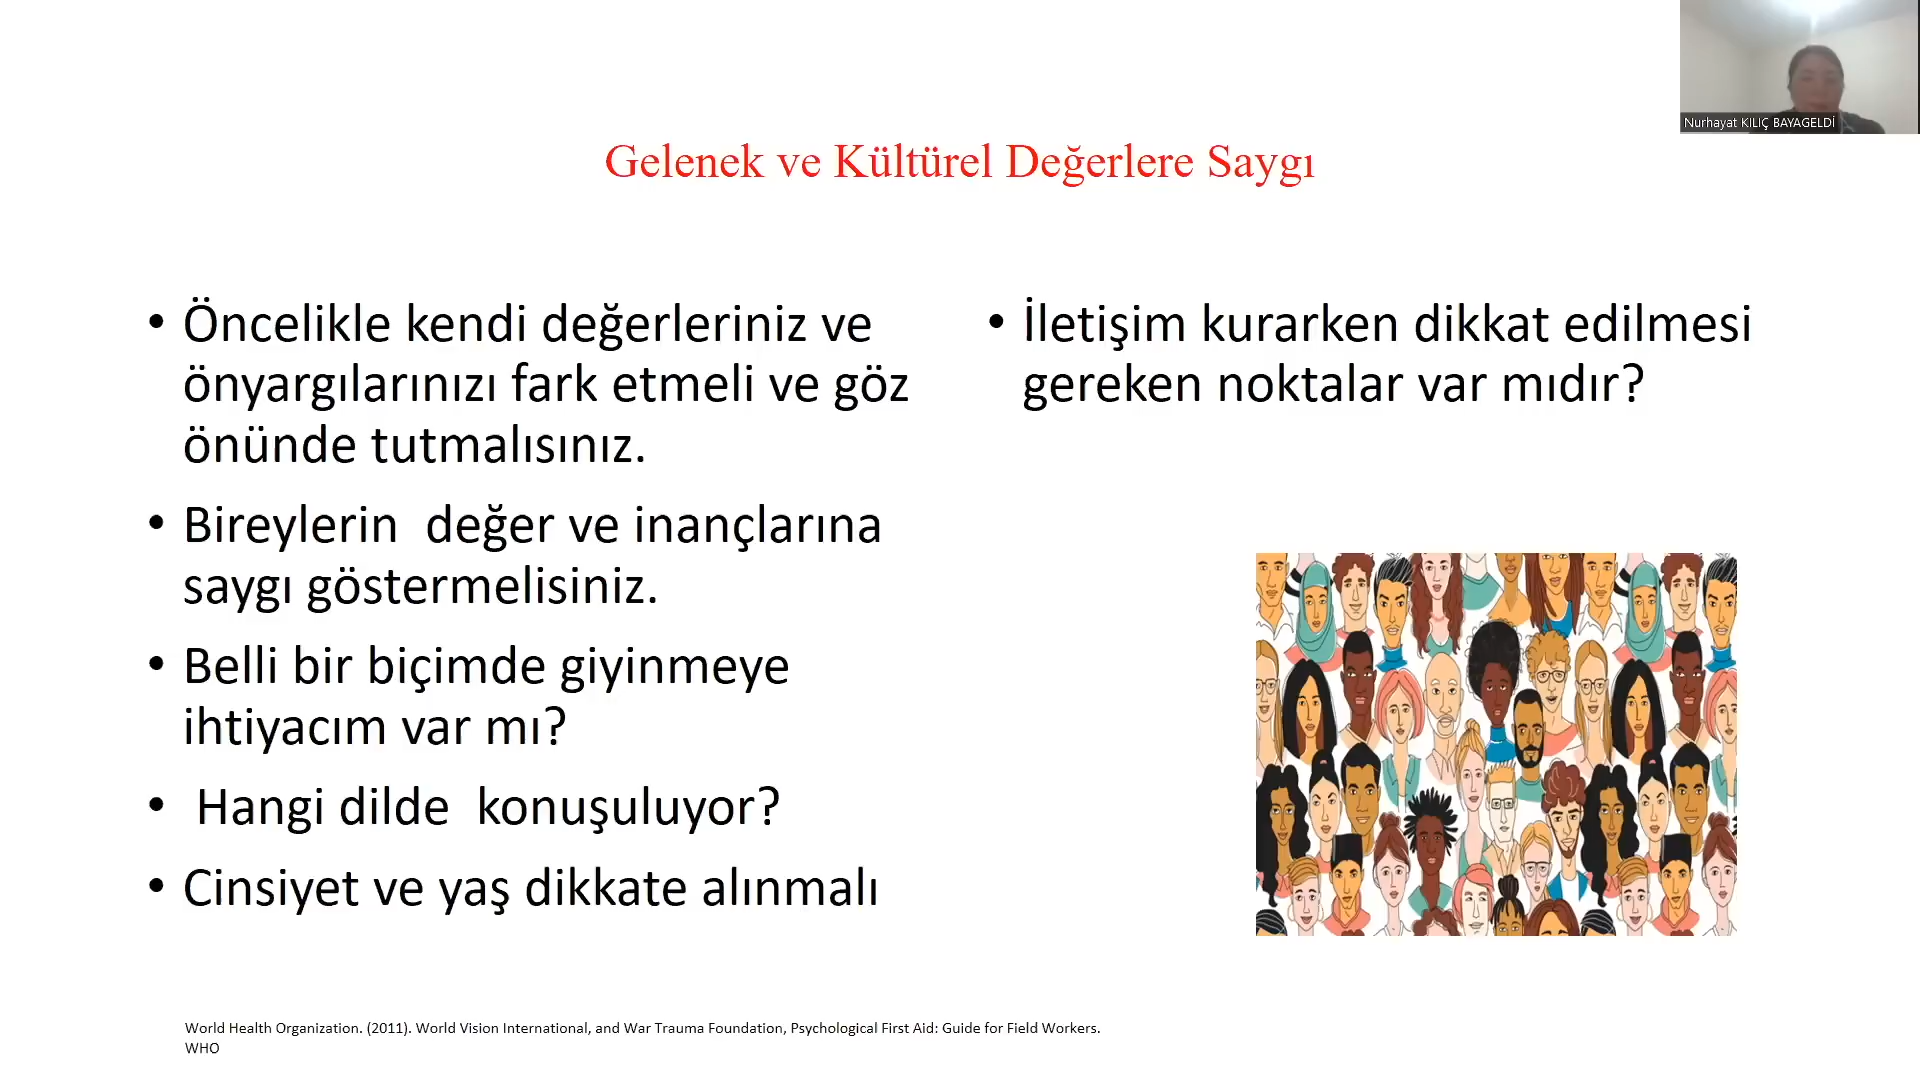 Nurhayat KILIÇ BAYAGELDİ
Gelenek ve Kültürel Değerlere Saygı
• Öncelikle kendi değerleriniz ve
önyargılarınızı fark etmeli ve göz
önünde tutmalısınız.
• Bireylerin  değer ve inançlarına
saygı göstermelisiniz.
• Belli bir biçimde giyinmeye
ihtiyacım var mı?
•  Hangi dilde  konuşuluyor?
• Cinsiyet ve yaş dikkate alınmalı
• İletişim kurarken dikkat edilmesi
gereken noktalar var mıdır?
World Health Organization. (2011). World Vision International, and War Trauma Foundation, Psychological First Aid: Guide for Field Workers.
WHO